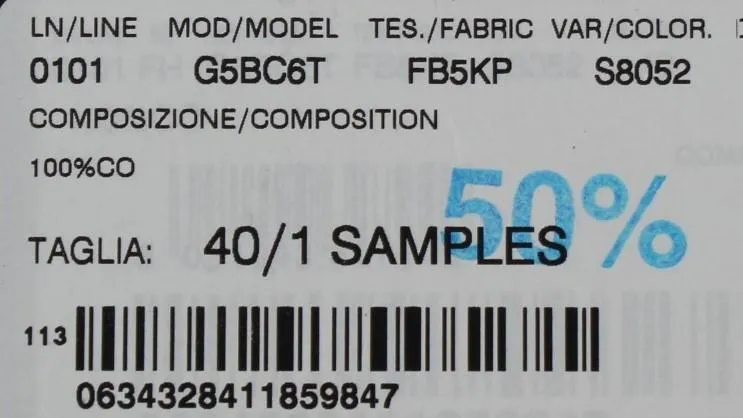 LN/LINE MOD/MODEL TES./FABRIC VAR/COLOR.
0101 G5BC6T FB5KP S8052
COMPOSIZIONE/COMPOSITION
100%CO
50%
TAGLIA: 40/1 SAMPLES
113
0634328411859847